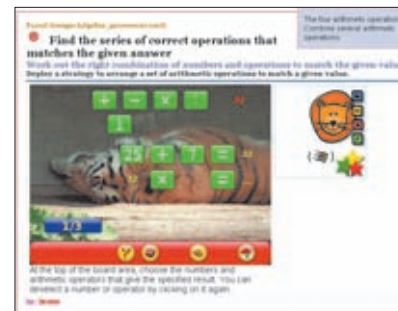 The four arithmetic operations
Combine several arithmetic
operations
Find the series of correct operations that
matches the given answer
Work out the right combination of numbers and operations to match the given value
Deploy a strategy to arrange a set of arithmetic operations to match a given value.
+ - ×
1
25 + 7 = 32
32 × =
At the top of the board area, choose the numbers and
arithmetic operators that give the specified result. You can
deselect a number or operator by clicking on it again.